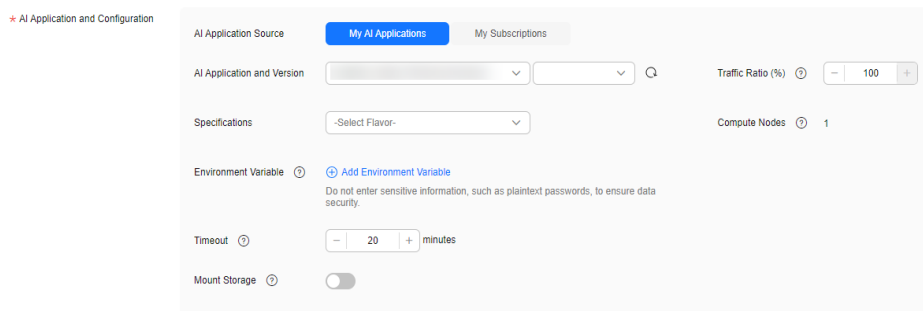 * AI Application and Configuration
AI Application Source
My AI Applications
My Subscriptions
AI Application and Version
Traffic Ratio (%) ?
− 100 +
Specifications
-Select Flavor-
Compute Nodes ? 1
Environment Variable ?
Add Environment Variable
Do not enter sensitive information, such as plaintext passwords, to ensure data
security.
Timeout ?
− 20 + minutes
Mount Storage ?